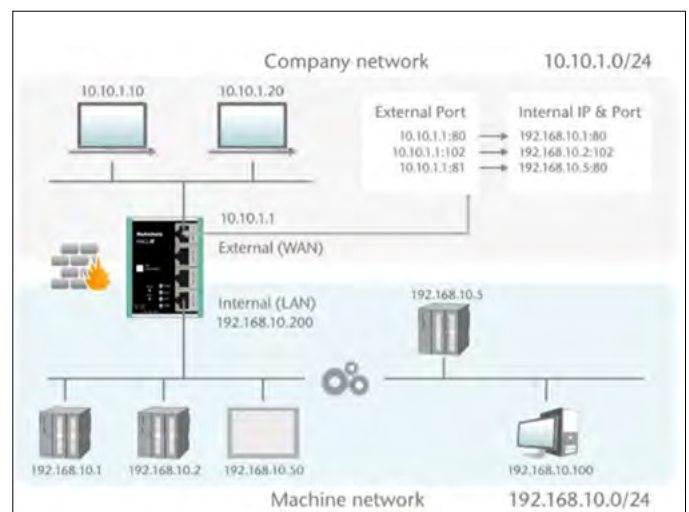 Company network 10.10.1.0/24
10.10.1.10
10.10.1.20
External Port Internal IP & Port
10.10.1.1:80 192.168.10.1:80
10.10.1.1:102 192.168.10.2:102
10.10.1.1:81 192.168.10.5:80
10.10.1.1
External (WAN)
Internal (LAN)
192.168.10.200
192.168.10.5
192.168.10.1
192.168.10.2
192.168.10.50
192.168.10.100
Machine network 192.168.10.0/24